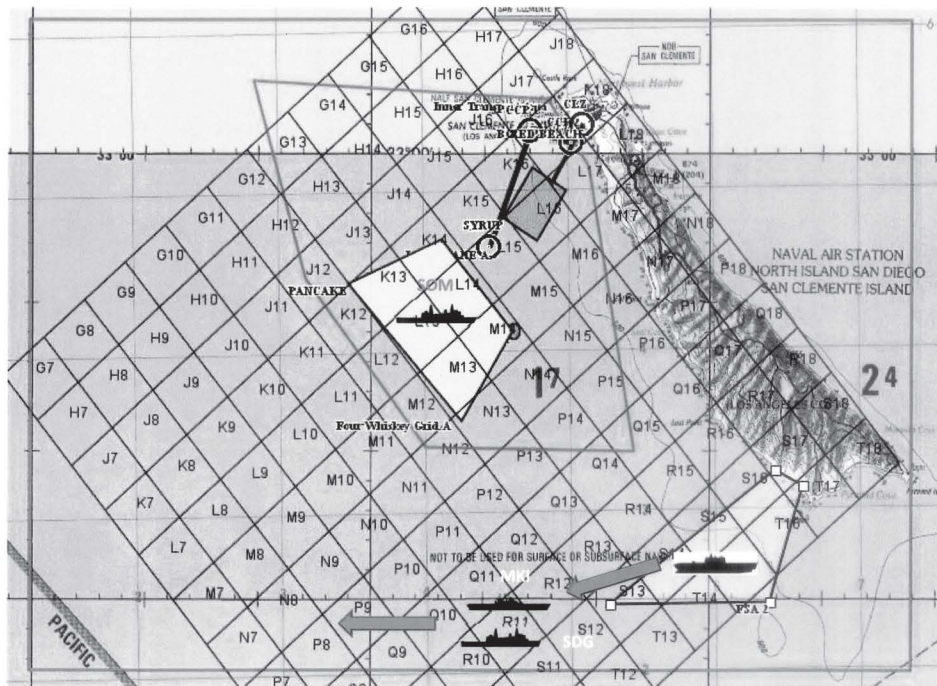 SAN CLEMENTE
6
G16
H17
J18
NDB
SAN CLEMENTE
G15
H16
J17
Castle Rock
Northwest Harbor
K18
G14
H15
Inner Trans
CLZ
J16
SAN CLEMENTE
BEACH
L18
G13
H14
J15
K16
L17
33°00'
33°00'
G12
H13
J14
K15
L16
M18
M17
N18
G11
H12
J13
K14
SYRUP
L15
M16
N17
P18
NAVAL AIR STATION
NORTH ISLAND SAN DIEGO
SAN CLEMENTE ISLAND
G10
H11
J12
K13
SOM
L14
M15
N16
P17
Q18
PANCAKE
G9
H10
J11
K12
M14
N15
P16
Q17
R18
G8
H9
J10
K11
L12
M13
N14
17
P15
Q16
R17
S18
24
G7
H8
J9
K10
L11
M12
N13
P14
Q15
R16
S17
T18
H7
J8
K9
L10
Four Whiskey Grid A
M11
N12
P13
Q14
R15
S16
T17
J7
K8
L9
M10
N11
P12
Q13
R14
S15
T16
K7
L8
M9
N10
P11
Q12
R13
S14
NOT TO BE USED FOR SURFACE OR SUBSURFACE NA
L7
M8
N9
P10
Q11
MKI
R12
S13
T14
FSA 2
7
M7
N8
P9
Q10
R11
S12
T13
SDG
N7
P8
Q9
R10
S11
T12
P7
PACIFIC